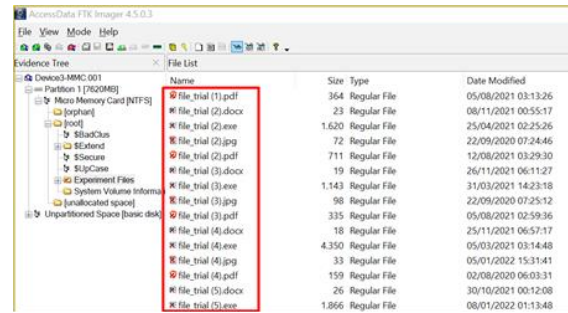 AccessData FTK Imager 4.5.0.3
File View Mode Help
Evidence Tree
File List
Device3-MMC.001
Partition 1 [7620MB]
Micro Memory Card [NTFS]
[orphan]
[root]
$BadClus
$Extend
$Secure
$UpCase
Experiment Files
System Volume Informa
[unallocated space]
Unpartitioned Space [basic disk]
Name Size Type Date Modified
file_trial (1).pdf 364 Regular File 05/08/2021 03:13:26
file_trial (2).docx 23 Regular File 08/11/2021 00:55:17
file_trial (2).exe 1.620 Regular File 25/04/2021 02:25:26
file_trial (2).jpg 72 Regular File 22/09/2020 07:24:46
file_trial (2).pdf 711 Regular File 12/08/2021 03:29:30
file_trial (3).docx 19 Regular File 26/11/2021 06:11:27
file_trial (3).exe 1.143 Regular File 31/03/2021 14:23:18
file_trial (3).jpg 98 Regular File 22/09/2020 07:25:12
file_trial (3).pdf 335 Regular File 05/08/2021 02:59:36
file_trial (4).docx 18 Regular File 25/11/2021 06:57:17
file_trial (4).exe 4.350 Regular File 05/03/2021 03:14:48
file_trial (4).jpg 33 Regular File 05/01/2022 15:31:41
file_trial (4).pdf 159 Regular File 02/08/2020 06:03:31
file_trial (5).docx 26 Regular File 30/10/2021 00:12:08
file_trial (5).exe 1.866 Regular File 08/01/2022 01:13:48